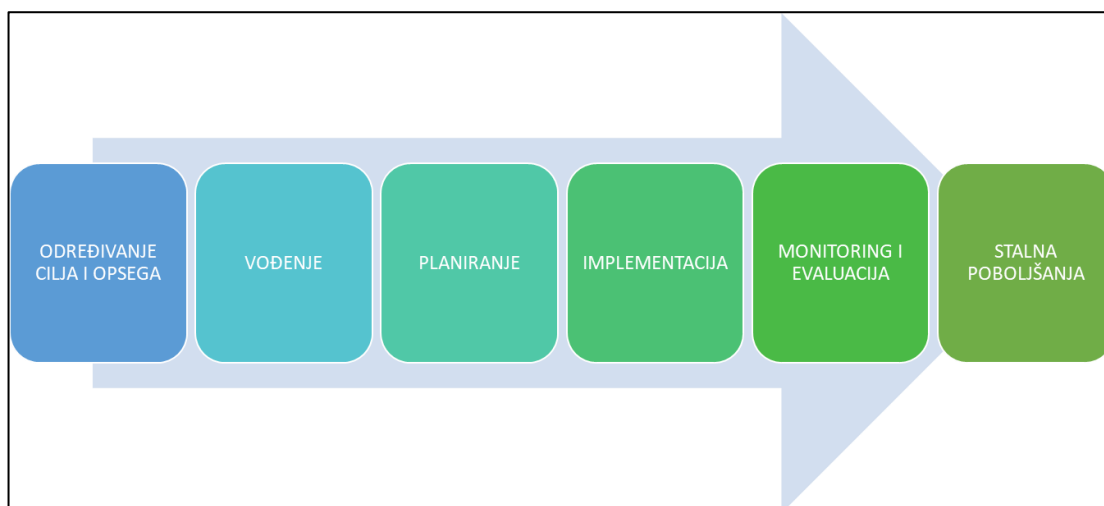 ODREĐIVANJE
CILJA I OPSEGA
VOĐENJE
PLANIRANJE
IMPLEMENTACIJA
MONITORING I
EVALUACIJA
STALNA
POBOLJŠANJA